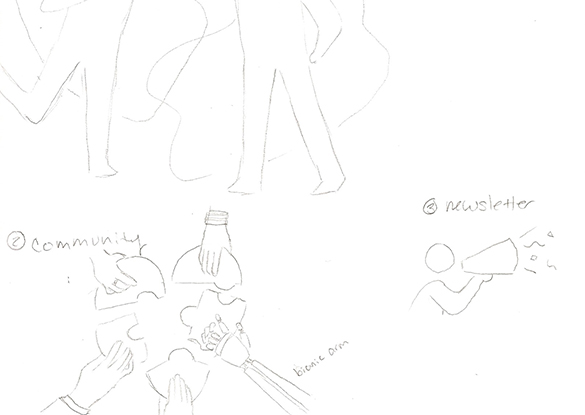 ② community
③ newsletter
bionic arm